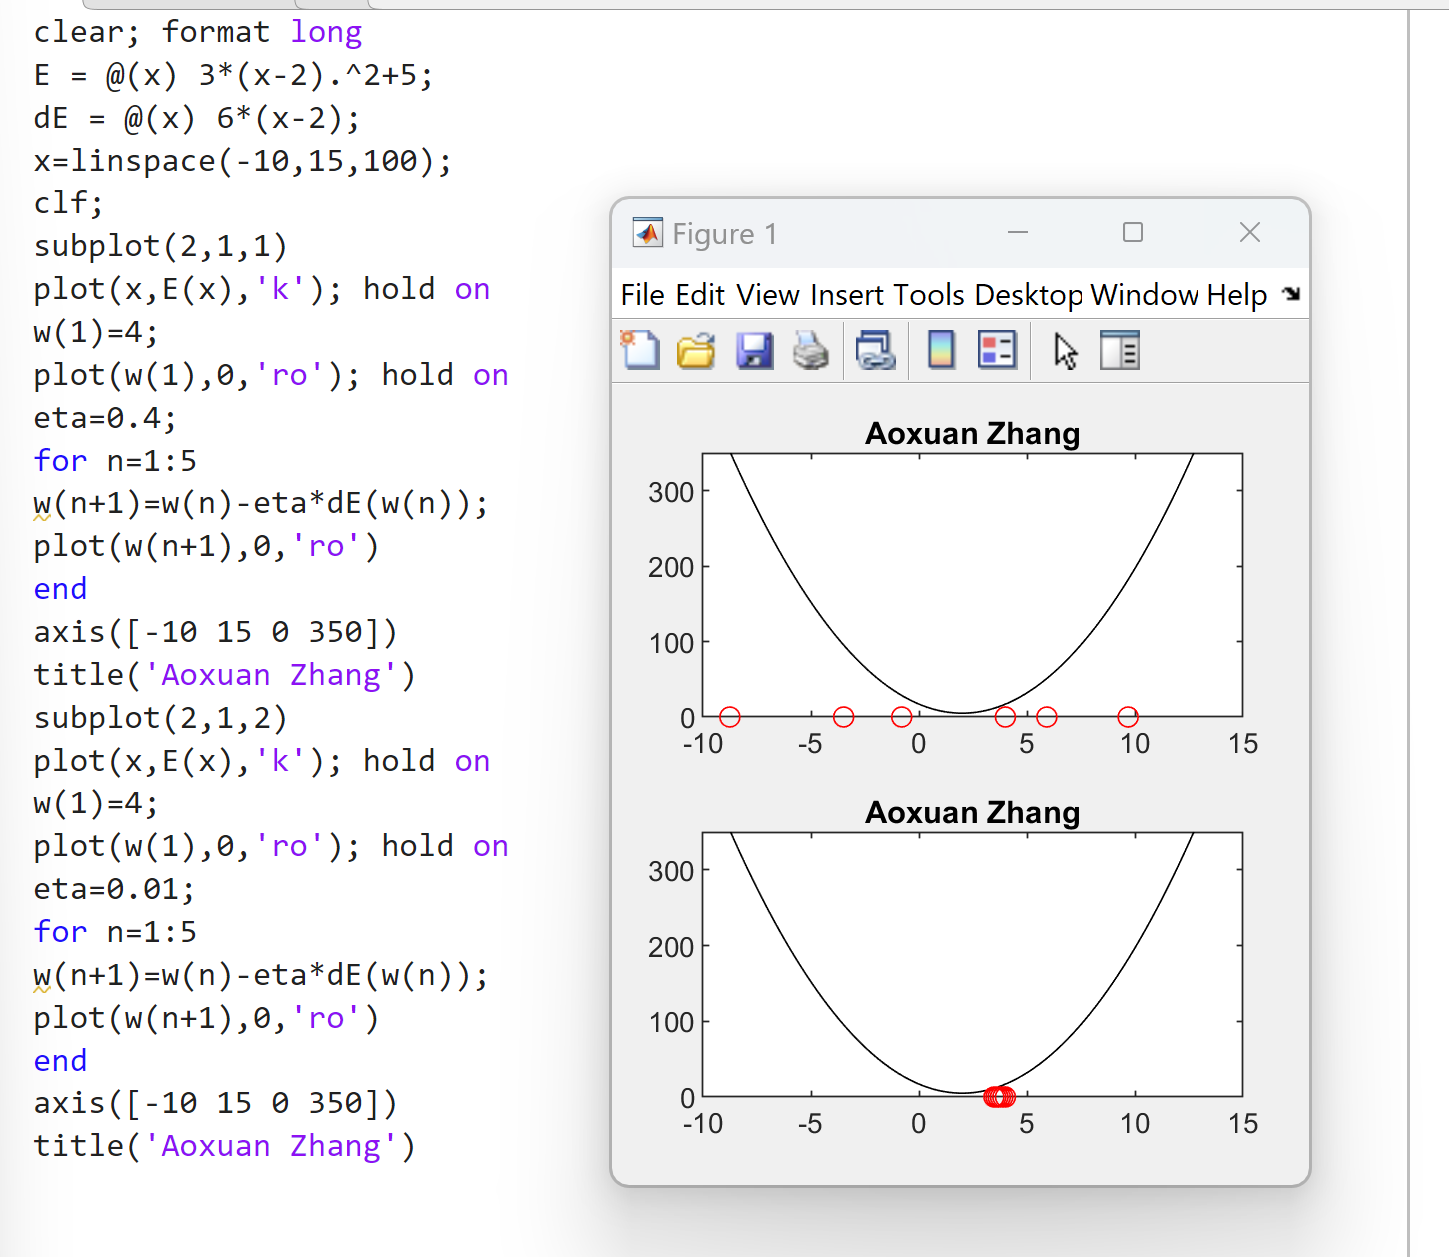 clear; format long
E = @(x) 3*(x-2).^2+5;
dE = @(x) 6*(x-2);
x=linspace(-10,15,100);
clf;
subplot(2,1,1)
plot(x,E(x),'k'); hold on
w(1)=4;
plot(w(1),0,'ro'); hold on
eta=0.4;
for n=1:5
w(n+1)=w(n)-eta*dE(w(n));
plot(w(n+1),0,'ro')
end
axis([-10 15 0 350])
title('Aoxuan Zhang')
subplot(2,1,2)
plot(x,E(x),'k'); hold on
w(1)=4;
plot(w(1),0,'ro'); hold on
eta=0.01;
for n=1:5
w(n+1)=w(n)-eta*dE(w(n));
plot(w(n+1),0,'ro')
end
axis([-10 15 0 350])
title('Aoxuan Zhang')
Figure 1
File Edit View Insert Tools Desktop Window Help
Aoxuan Zhang
300
200
100
0
-10 -5 0 5 10 15
Aoxuan Zhang
300
200
100
0
-10 -5 0 5 10 15